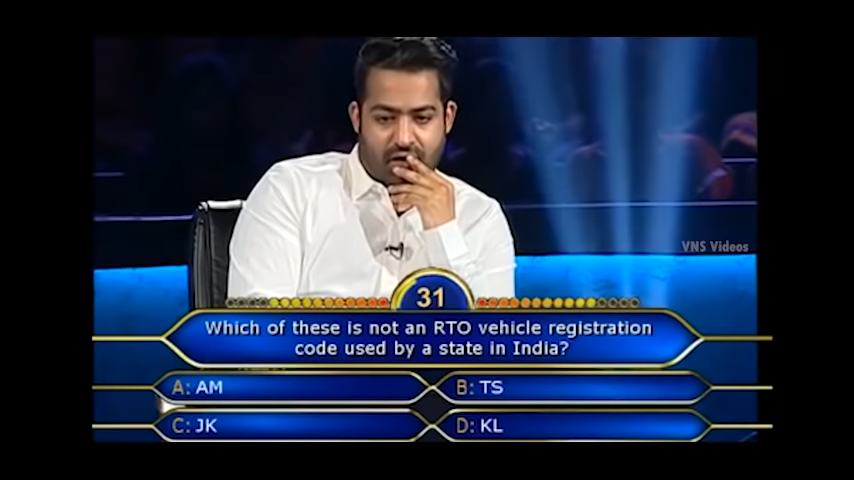 VNS Videos
31
Which of these is not an RTO vehicle registration
code used by a state in India?
A: AM
B: TS
C: JK
D: KL